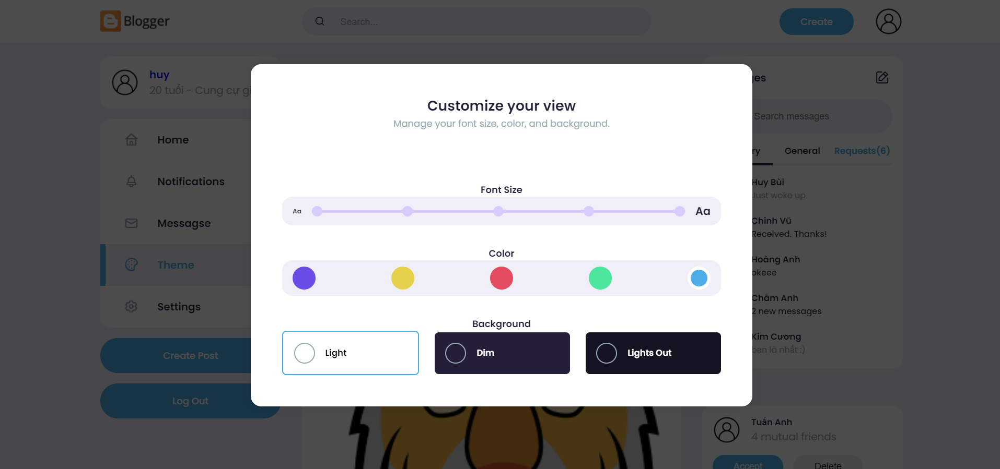 Blogger
Search...
Create
huy
20 tuổi - Cung cự gi
Home
Notifications
Messagse
Theme
Settings
Create Post
Log Out
Customize your view
Manage your font size, color, and background.
Font Size
Aa
Aa
Color
Background
Light
Dim
Lights Out
ges
Search messages
ry
General
Requests(6)
Huy Bùi
Just woke up
Chinh Vũ
Received. Thanks!
Hoàng Anh
okeee
Châm Anh
2 new messages
Kim Cương
bạn là nhất :)
Tuấn Anh
4 mutual friends
Accept
Delete